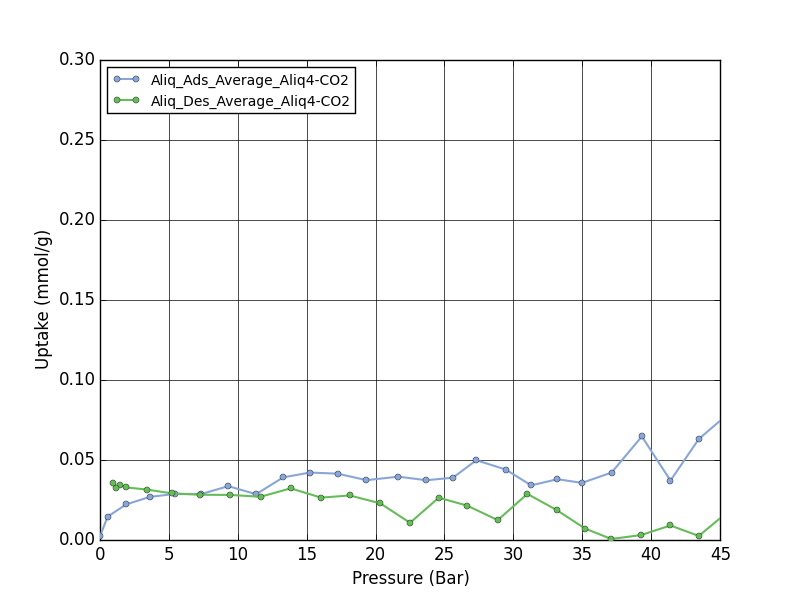 0.30
Aliq_Ads_Average_Aliq4-CO2
Aliq_Des_Average_Aliq4-CO2
0.25
0.20
0.15
0.10
0.05
0.00
Uptake (mmol/g)
0 5 10 15 20 25 30 35 40 45
Pressure (Bar)